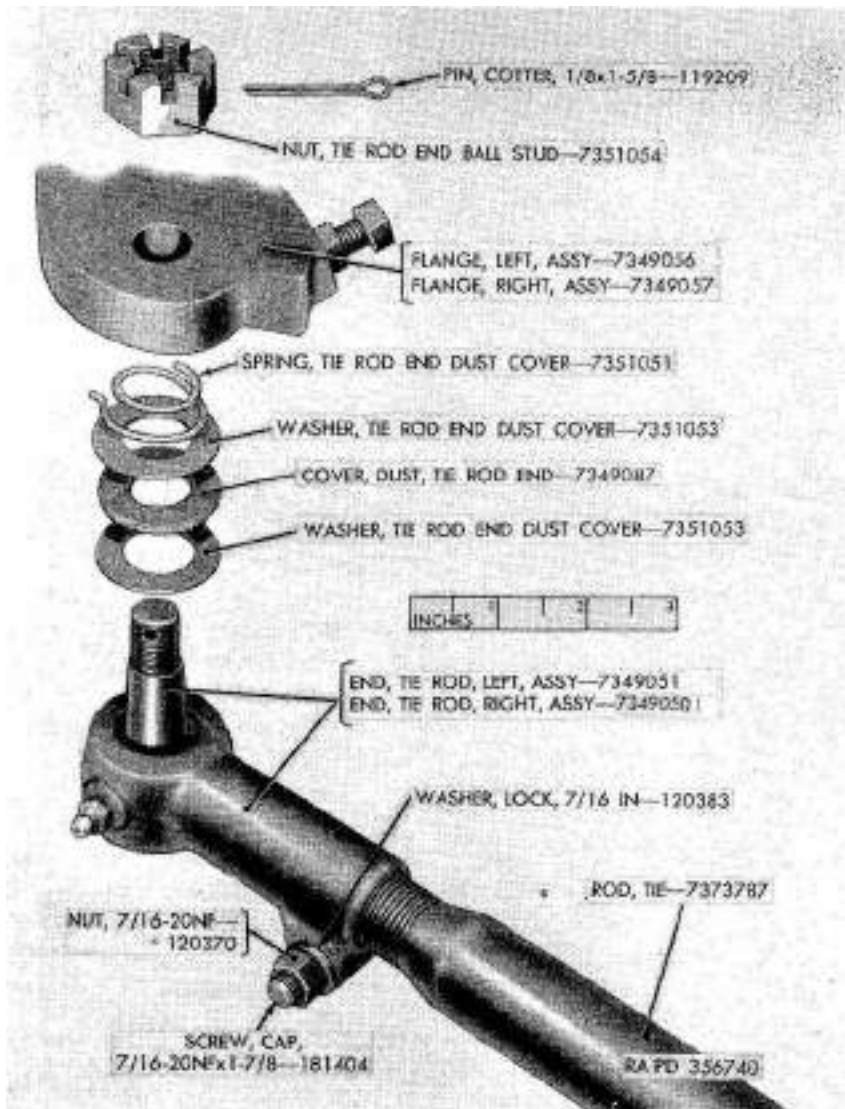 PIN, COTTER, 1/8x1-5/8—119209
NUT, TIE ROD END BALL STUD—7351054
FLANGE, LEFT, ASSY—7349056
FLANGE, RIGHT, ASSY—7349057
SPRING, TIE ROD END DUST COVER—7351051
WASHER, TIE ROD END DUST COVER—7351053
COVER, DUST, TIE ROD END—7349087
WASHER, TIE ROD END DUST COVER—7351053
1 2 3
INCHES
END, TIE ROD, LEFT, ASSY—7349051
END, TIE ROD, RIGHT, ASSY—7349050
WASHER, LOCK, 7/16 IN—120383
ROD, TIE—7373787
NUT, 7/16-20NF—
120370
SCREW, CAP,
7/16-20NFx1-7/8—181404
RA PD 356740